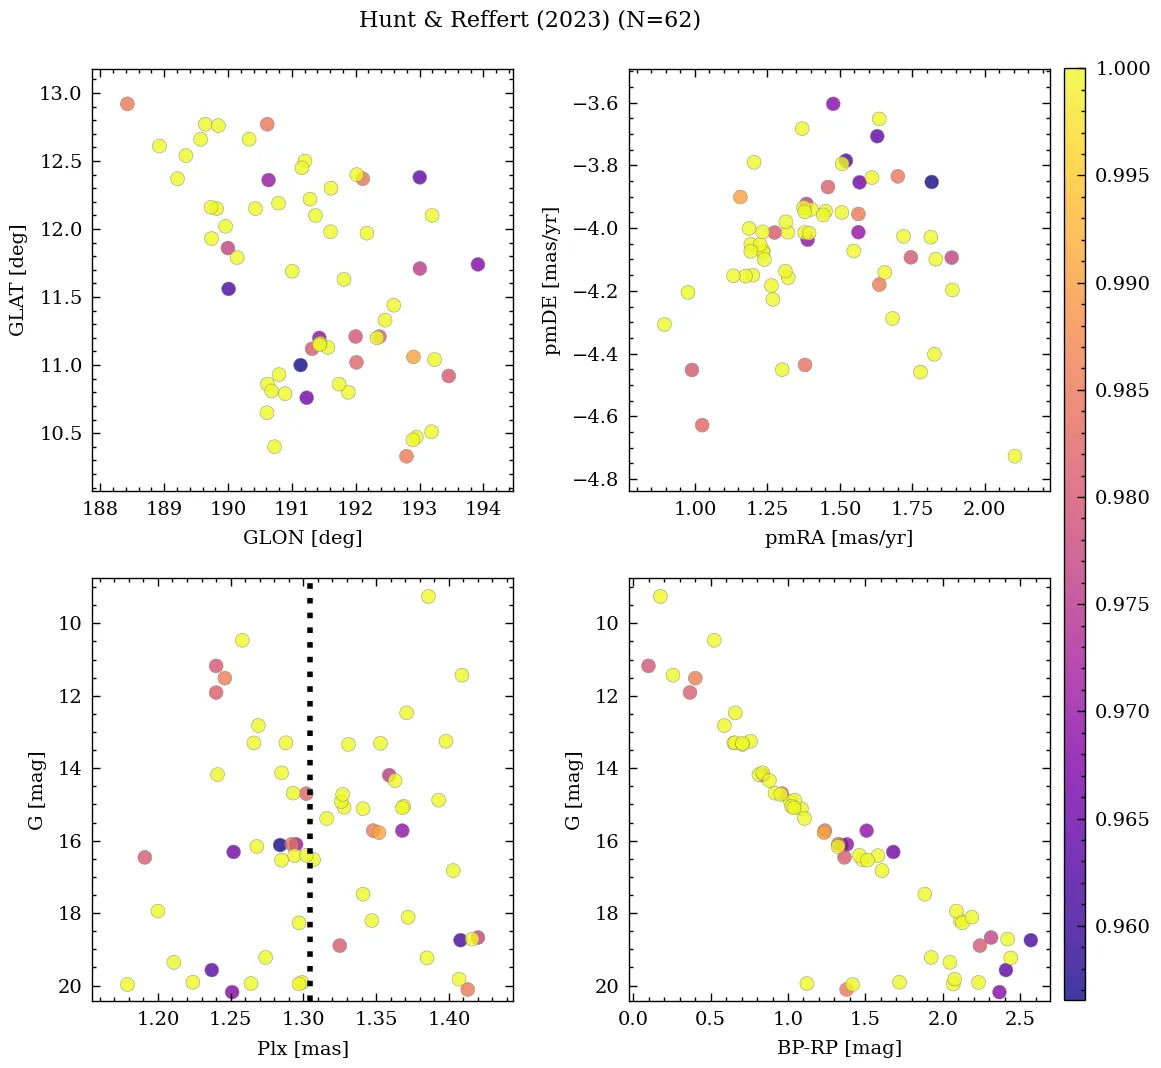 Hunt & Reffert (2023) (N=62)
13.0
12.5
12.0
11.5
11.0
10.5
GLAT [deg]
188 189 190 191 192 193 194
GLON [deg]
−3.6
−3.8
−4.0
−4.2
−4.4
−4.6
−4.8
pmDE [mas/yr]
1.00 1.25 1.50 1.75 2.00
pmRA [mas/yr]
10
12
14
16
18
20
G [mag]
1.20 1.25 1.30 1.35 1.40
Plx [mas]
10
12
14
16
18
20
G [mag]
0.0 0.5 1.0 1.5 2.0 2.5
BP-RP [mag]
1.000
0.995
0.990
0.985
0.980
0.975
0.970
0.965
0.960